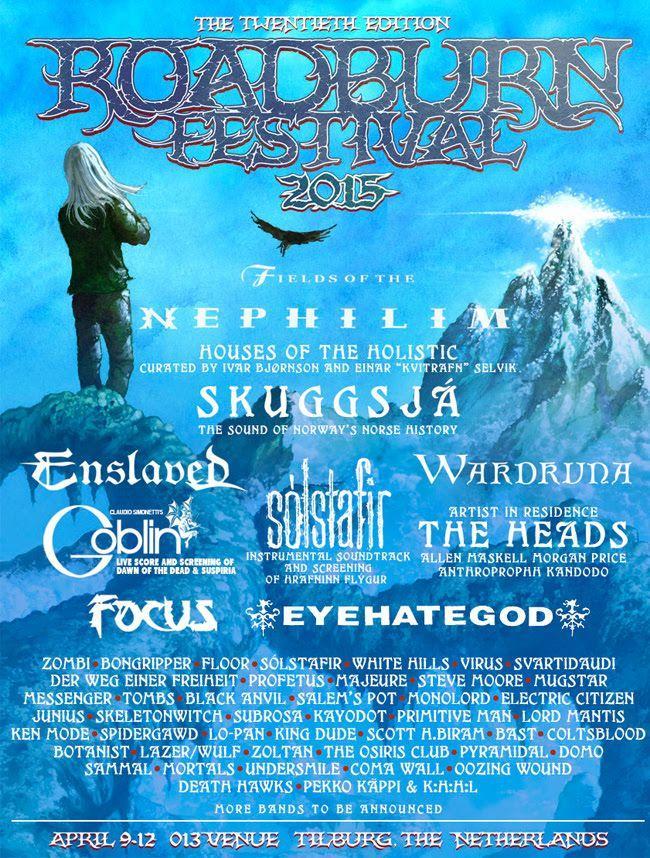 THE TWENTIETH EDITION
ROADBURN
FESTIVAL
2015
FIELDS OF THE
NEPHILIM
HOUSES OF THE HOLISTIC
CURATED BY IVAR BJØRNSON AND EINAR "KVITRAFN" SELVIK.
SKUGGSJÁ
THE SOUND OF NORWAY'S NORSE HISTORY
ENSLAVED
WARDRUNA
CLAUDIO SIMONETTI'S
Goblin
LIVE SCORE AND SCREENING OF
DAWN OF THE DEAD & SUSPIRIA
sólstafir
INSTRUMENTAL SOUNDTRACK
AND SCREENING
OF HRAFNINN FLÝGUR
ARTIST IN RESIDENCE
THE HEADS
ALLEN MASKELL MORGAN PRICE
ANTHROPROPHH KANDODO
FOCUS
EYEHATEGOD
ZOMBI • BONGRIPPER • FLOOR • SÓLSTAFIR • WHITE HILLS • VIRUS • SVARTIDAUDI
DER WEG EINER FREIHEIT • PROFETUS • MAJEURE • STEVE MOORE • MUGSTAR
MESSENGER • TOMBS • BLACK ANVIL • SALEM'S POT • MONOLORD • ELECTRIC CITIZEN
JUNIUS • SKELETONWITCH • SUBROSA • KAYODOT • PRIMITIVE MAN • LORD MANTIS
KEN MODE • SPIDERGAWD • LO-PAN • KING DUDE • SCOTT H.BIRAM • BAST • COLTSBLOOD
BOTANIST • LAZER/WULF • ZOLTAN • THE OSIRIS CLUB • PYRAMIDAL • DOMO
SAMMAL • MORTALS • UNDERSMILE • COMA WALL • OOZING WOUND
DEATH HAWKS • PEKKO KÄPPI & K:H:H:L
MORE BANDS TO BE ANNOUNCED
APRIL 9-12 013 VENUE TILBURG, THE NETHERLANDS